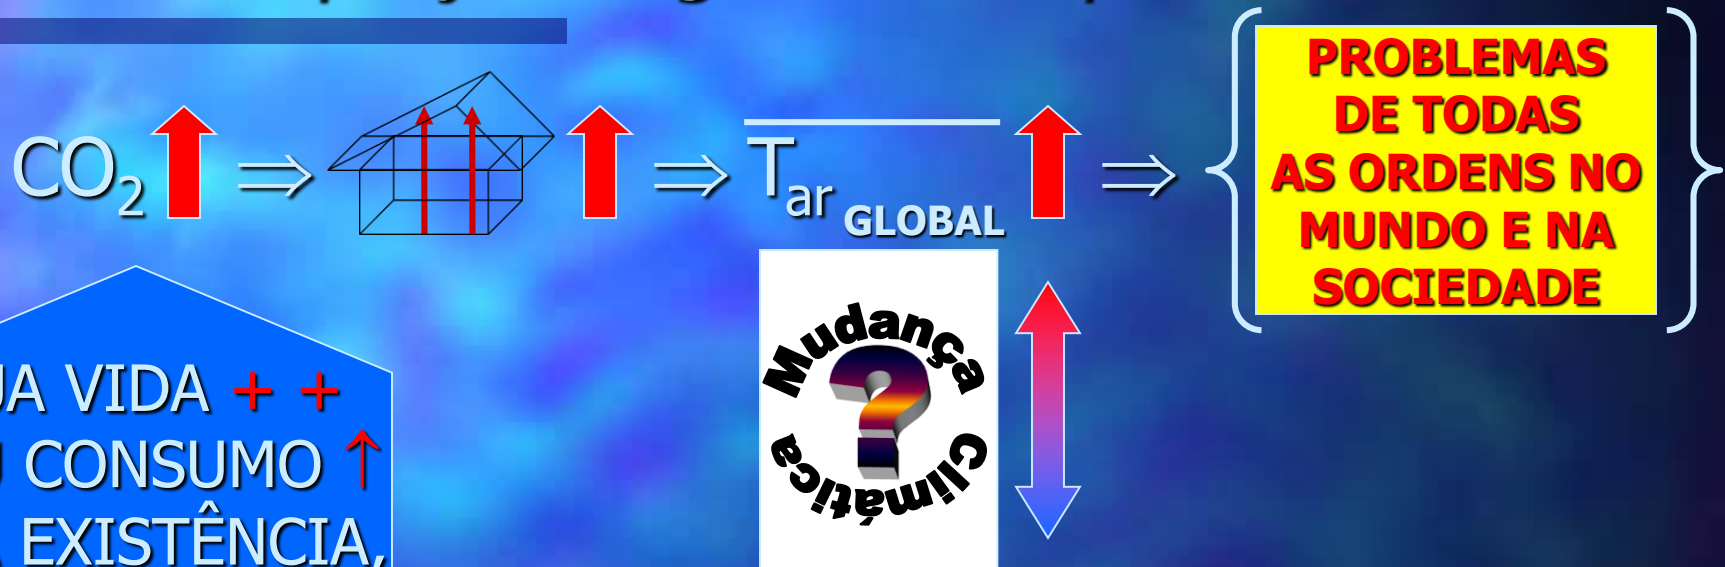 CO₂ ⇒ ⇒ T ar GLOBAL ⇒
PROBLEMAS
DE TODAS
AS ORDENS NO
MUNDO E NA
SOCIEDADE
Mudança
?
Climática
VIDA + +
CONSUMO ↑
EXISTÊNCIA,